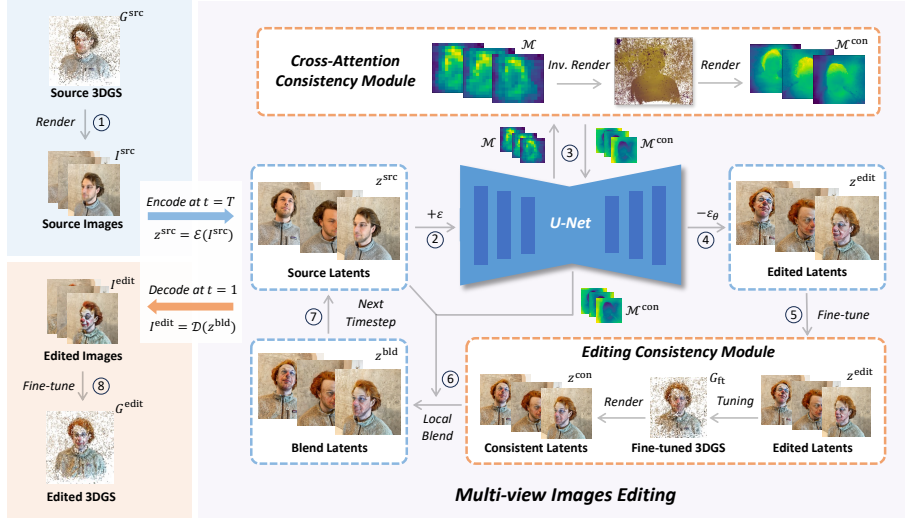 G^src
Source 3DGS
Render
①
I^src
Source Images
Encode at t = T
z^src = ℰ(I^src)
Decode at t = 1
I^edit = 𝒟(z^bld)
I^edit
Edited Images
Fine-tune
⑧
G^edit
Edited 3DGS
Cross-Attention
Consistency Module
ℳ
Inv. Render
Render
ℳ^con
ℳ
③
ℳ^con
z^src
Source Latents
+ε
②
U-Net
−ε_θ
④
z^edit
Edited Latents
⑤
Fine-tune
ℳ^con
⑦
Next
Timestep
z^bld
Blend Latents
⑥
Local
Blend
Editing Consistency Module
z^con
Consistent Latents
Render
G_ft
Fine-tuned 3DGS
Tuning
z^edit
Edited Latents
Multi-view Images Editing